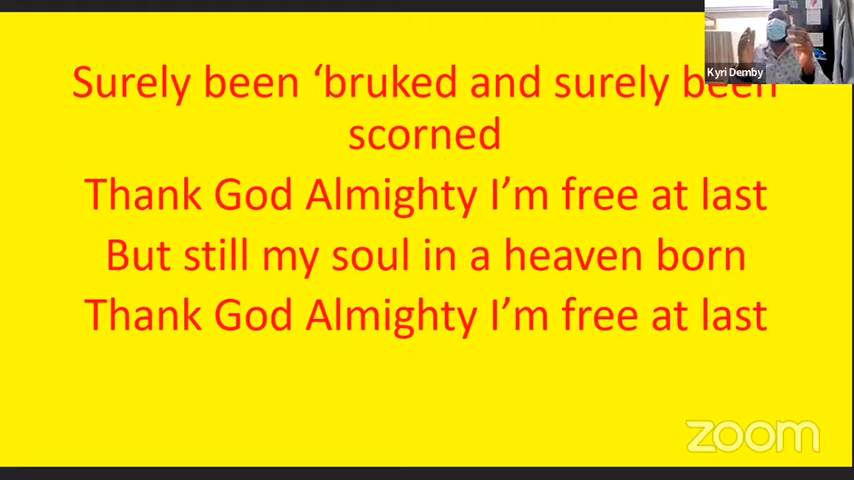 Surely been ‘bruked and surely been
scorned
Thank God Almighty I’m free at last
But still my soul in a heaven born
Thank God Almighty I’m free at last
Kyri Demby
zoom